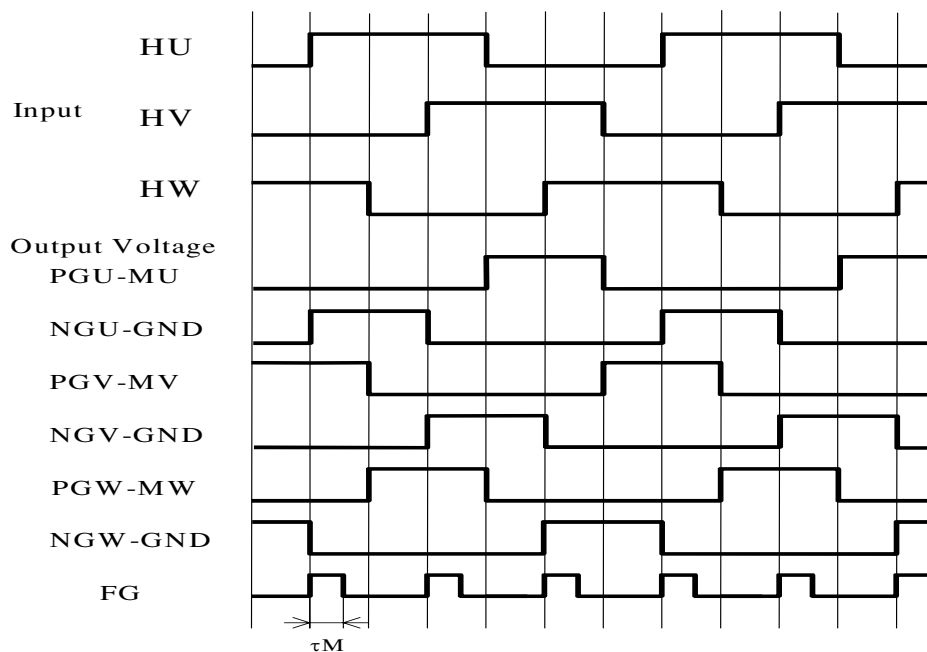 HU
Input HV
HW
Output Voltage
PGU-MU
NGU-GND
PGV-MV
NGV-GND
PGW-MW
NGW-GND
FG
τM